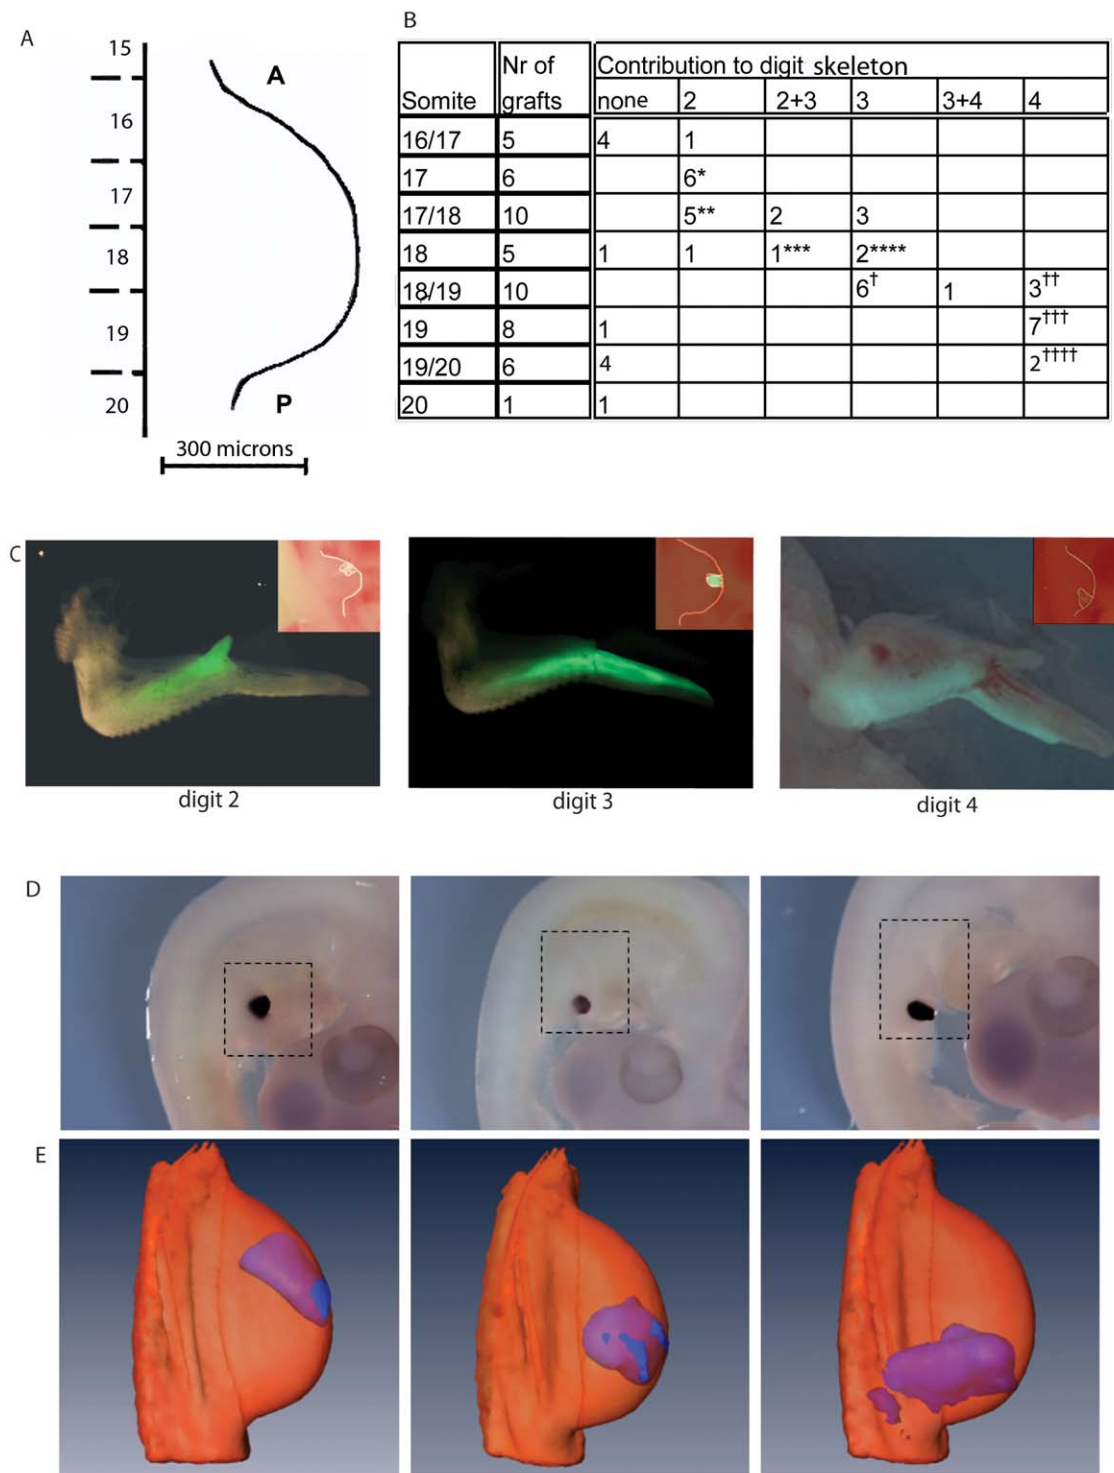 A
15
16
17
18
19
20
A
P
300 microns
B
Somite Nr of grafts Contribution to digit skeleton
none 2 2+3 3 3+4 4
16/17 5 4 1
17 6 6*
17/18 10 5** 2 3
18 5 1 1 1*** 2****
18/19 10 6† 1 3††
19 8 1 7†††
19/20 6 4 2††††
20 1 1
C
digit 2 digit 3 digit 4
D
E